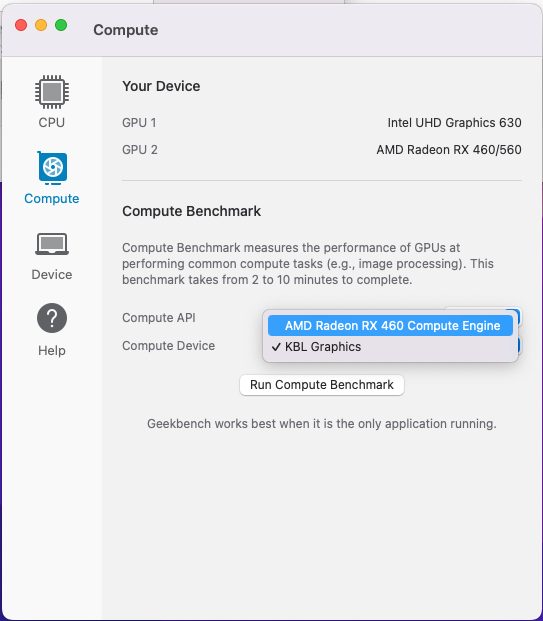 Compute
CPU
Compute
Device
Help
Your Device
GPU 1 Intel UHD Graphics 630
GPU 2 AMD Radeon RX 460/560
Compute Benchmark
Compute Benchmark measures the performance of GPUs at
performing common compute tasks (e.g., image processing). This
benchmark takes from 2 to 10 minutes to complete.
Compute API
AMD Radeon RX 460 Compute Engine
Compute Device ✓ KBL Graphics
Run Compute Benchmark
Geekbench works best when it is the only application running.